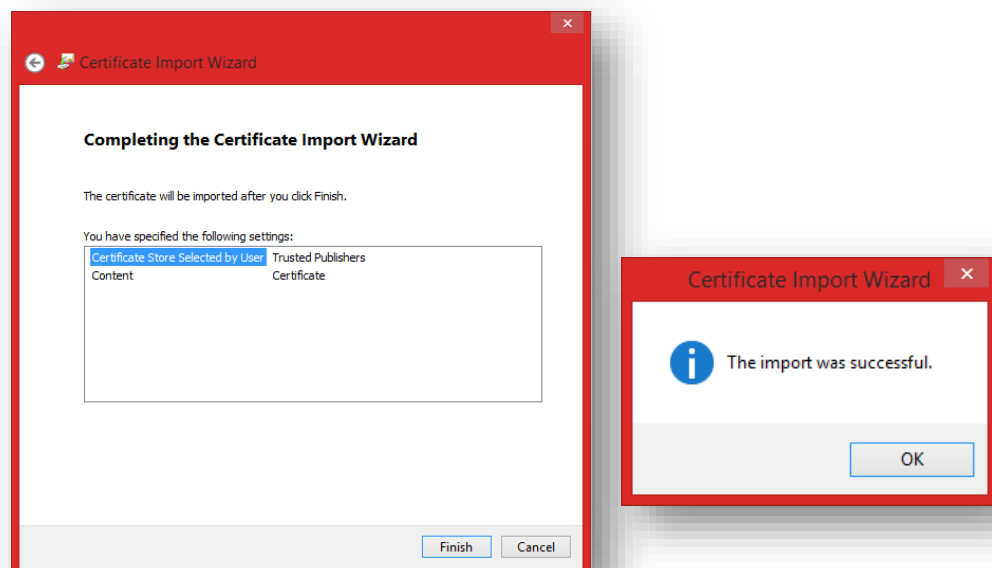 Certificate Import Wizard
Completing the Certificate Import Wizard
The certificate will be imported after you click Finish.
You have specified the following settings:
Certificate Store Selected by User Trusted Publishers
Content Certificate
Finish Cancel
Certificate Import Wizard
The import was successful.
OK